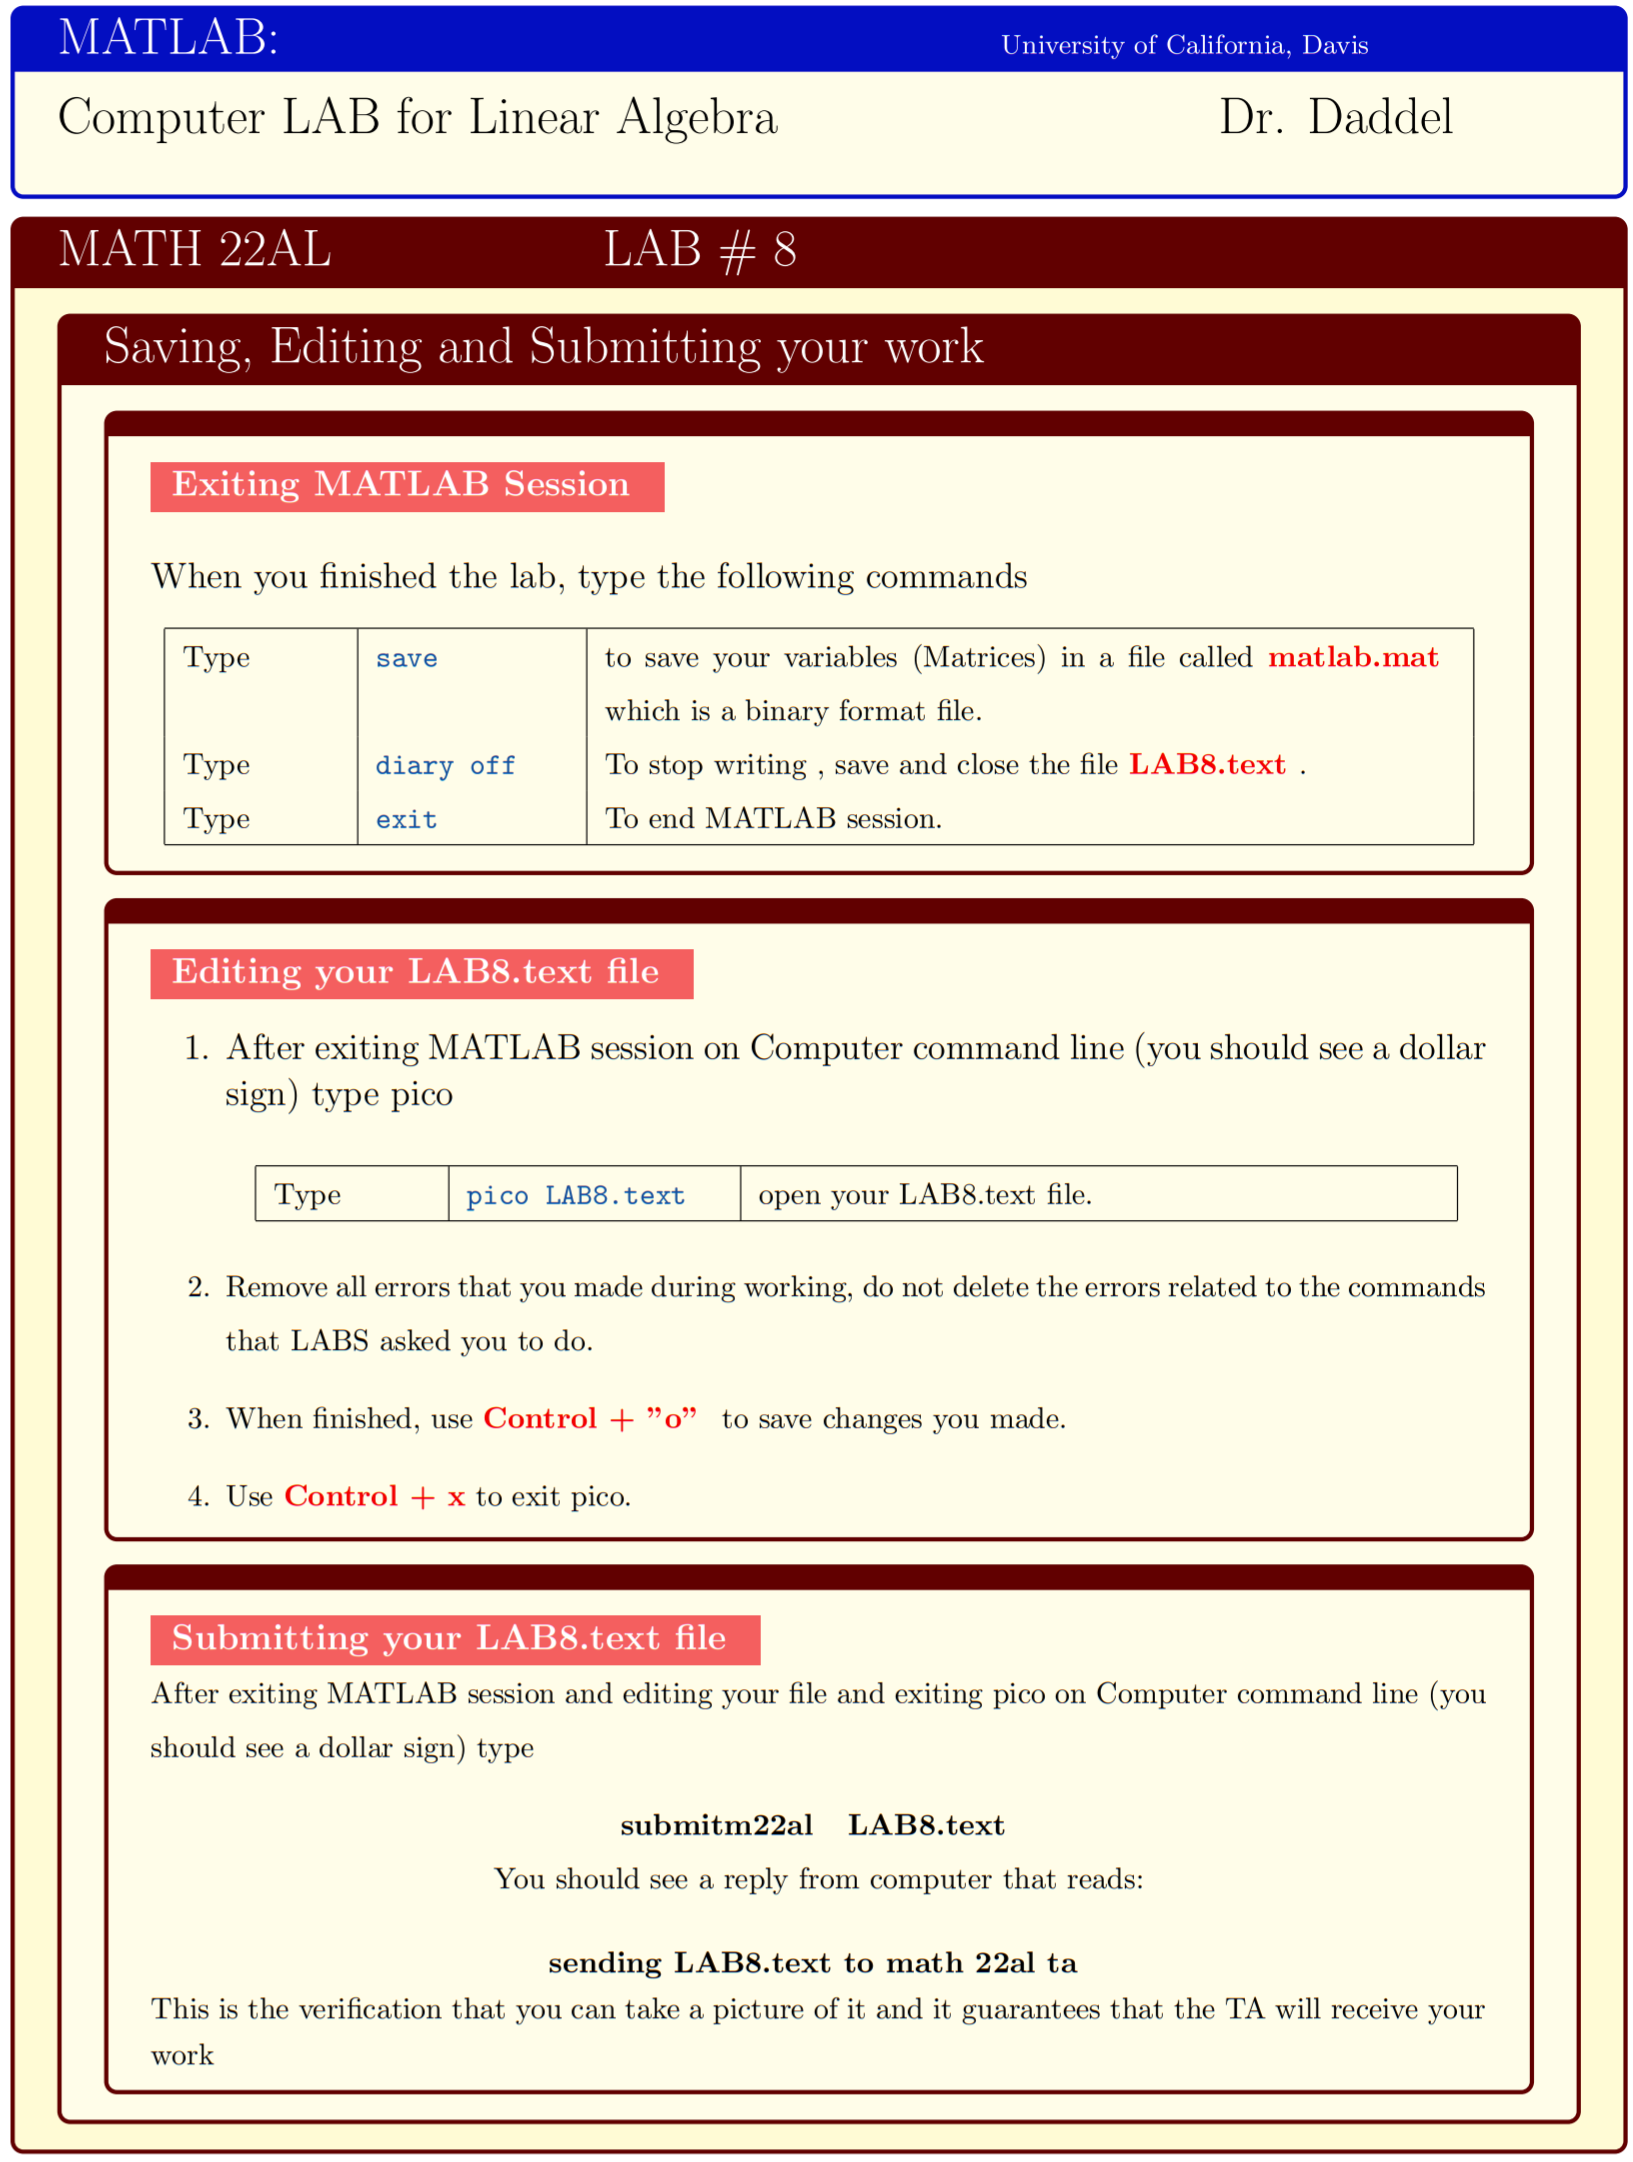 MATLAB: University of California, Davis
Computer LAB for Linear Algebra Dr. Daddel
MATH 22AL LAB # 8
Saving, Editing and Submitting your work
Exiting MATLAB Session
When you finished the lab, type the following commands
Type save to save your variables (Matrices) in a file called matlab.mat
which is a binary format file.
Type diary off To stop writing , save and close the file LAB8.text .
Type exit To end MATLAB session.
Editing your LAB8.text file
1. After exiting MATLAB session on Computer command line (you should see a dollar
sign) type pico
Type pico LAB8.text open your LAB8.text file.
2. Remove all errors that you made during working, do not delete the errors related to the commands
that LABS asked you to do.
3. When finished, use Control + ”o” to save changes you made.
4. Use Control + x to exit pico.
Submitting your LAB8.text file
After exiting MATLAB session and editing your file and exiting pico on Computer command line (you
should see a dollar sign) type
submitm22al LAB8.text
You should see a reply from computer that reads:
sending LAB8.text to math 22al ta
This is the verification that you can take a picture of it and it guarantees that the TA will receive your
work